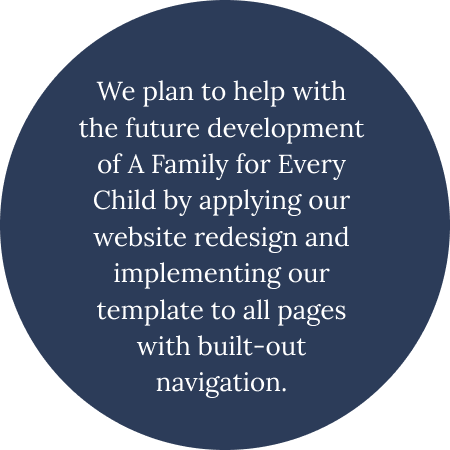 We plan to help with
the future development
of A Family for Every
Child by applying our
website redesign and
implementing our
template to all pages
with built-out
navigation.